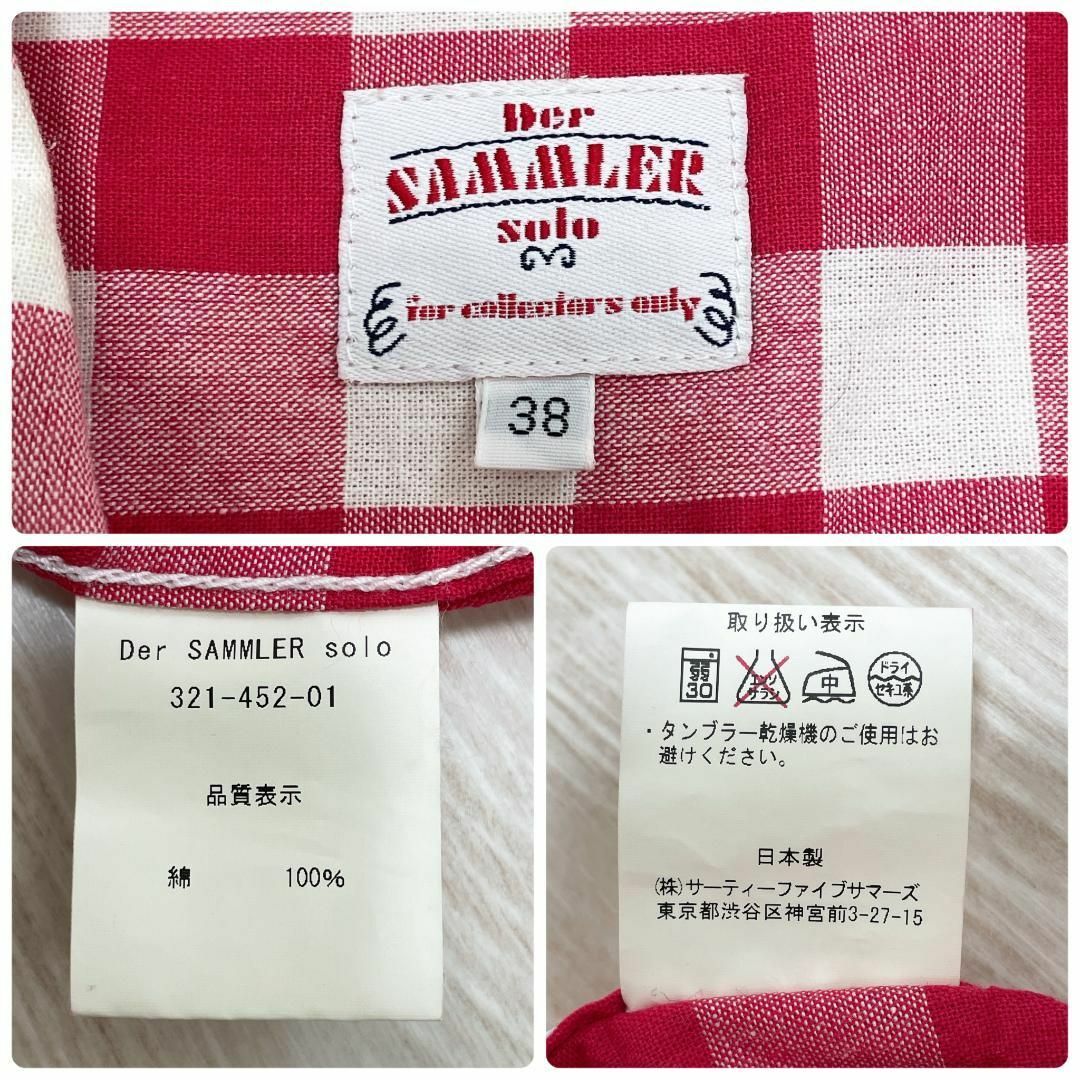 Der
SAMMLER
solo
for collectors only
38
Der SAMMLER solo
321-452-01
品質表示
綿 100%
取り扱い表示
弱 30 エンソ サラシ 中 ドライ セキユ系
・タンブラー乾燥機のご使用はお
避けください。
日本製
(株)サーティーファイブサマーズ
東京都渋谷区神宮前3-27-15